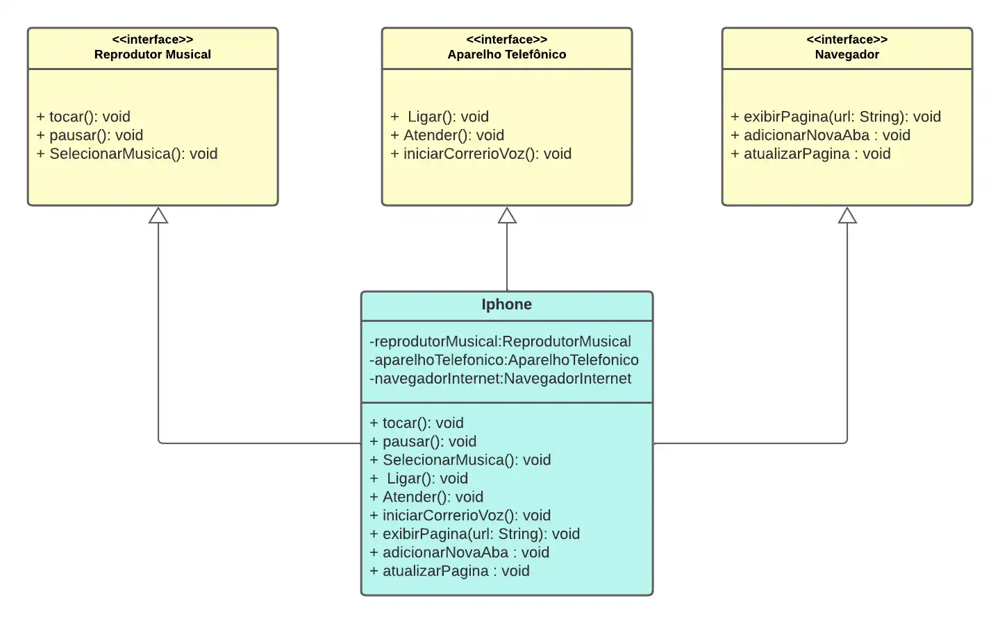 <<interface>>
Reprodutor Musical
+ tocar(): void
+ pausar(): void
+ SelecionarMusica(): void
<<interface>>
Aparelho Telefônico
+  Ligar(): void
+ Atender(): void
+ iniciarCorrerioVoz(): void
<<interface>>
Navegador
+ exibirPagina(url: String): void
+ adicionarNovaAba : void
+ atualizarPagina : void
Iphone
-reprodutorMusical:ReprodutorMusical
-aparelhoTelefonico:AparelhoTelefonico
-navegadorInternet:NavegadorInternet
+ tocar(): void
+ pausar(): void
+ SelecionarMusica(): void
+  Ligar(): void
+ Atender(): void
+ iniciarCorrerioVoz(): void
+ exibirPagina(url: String): void
+ adicionarNovaAba : void
+ atualizarPagina : void